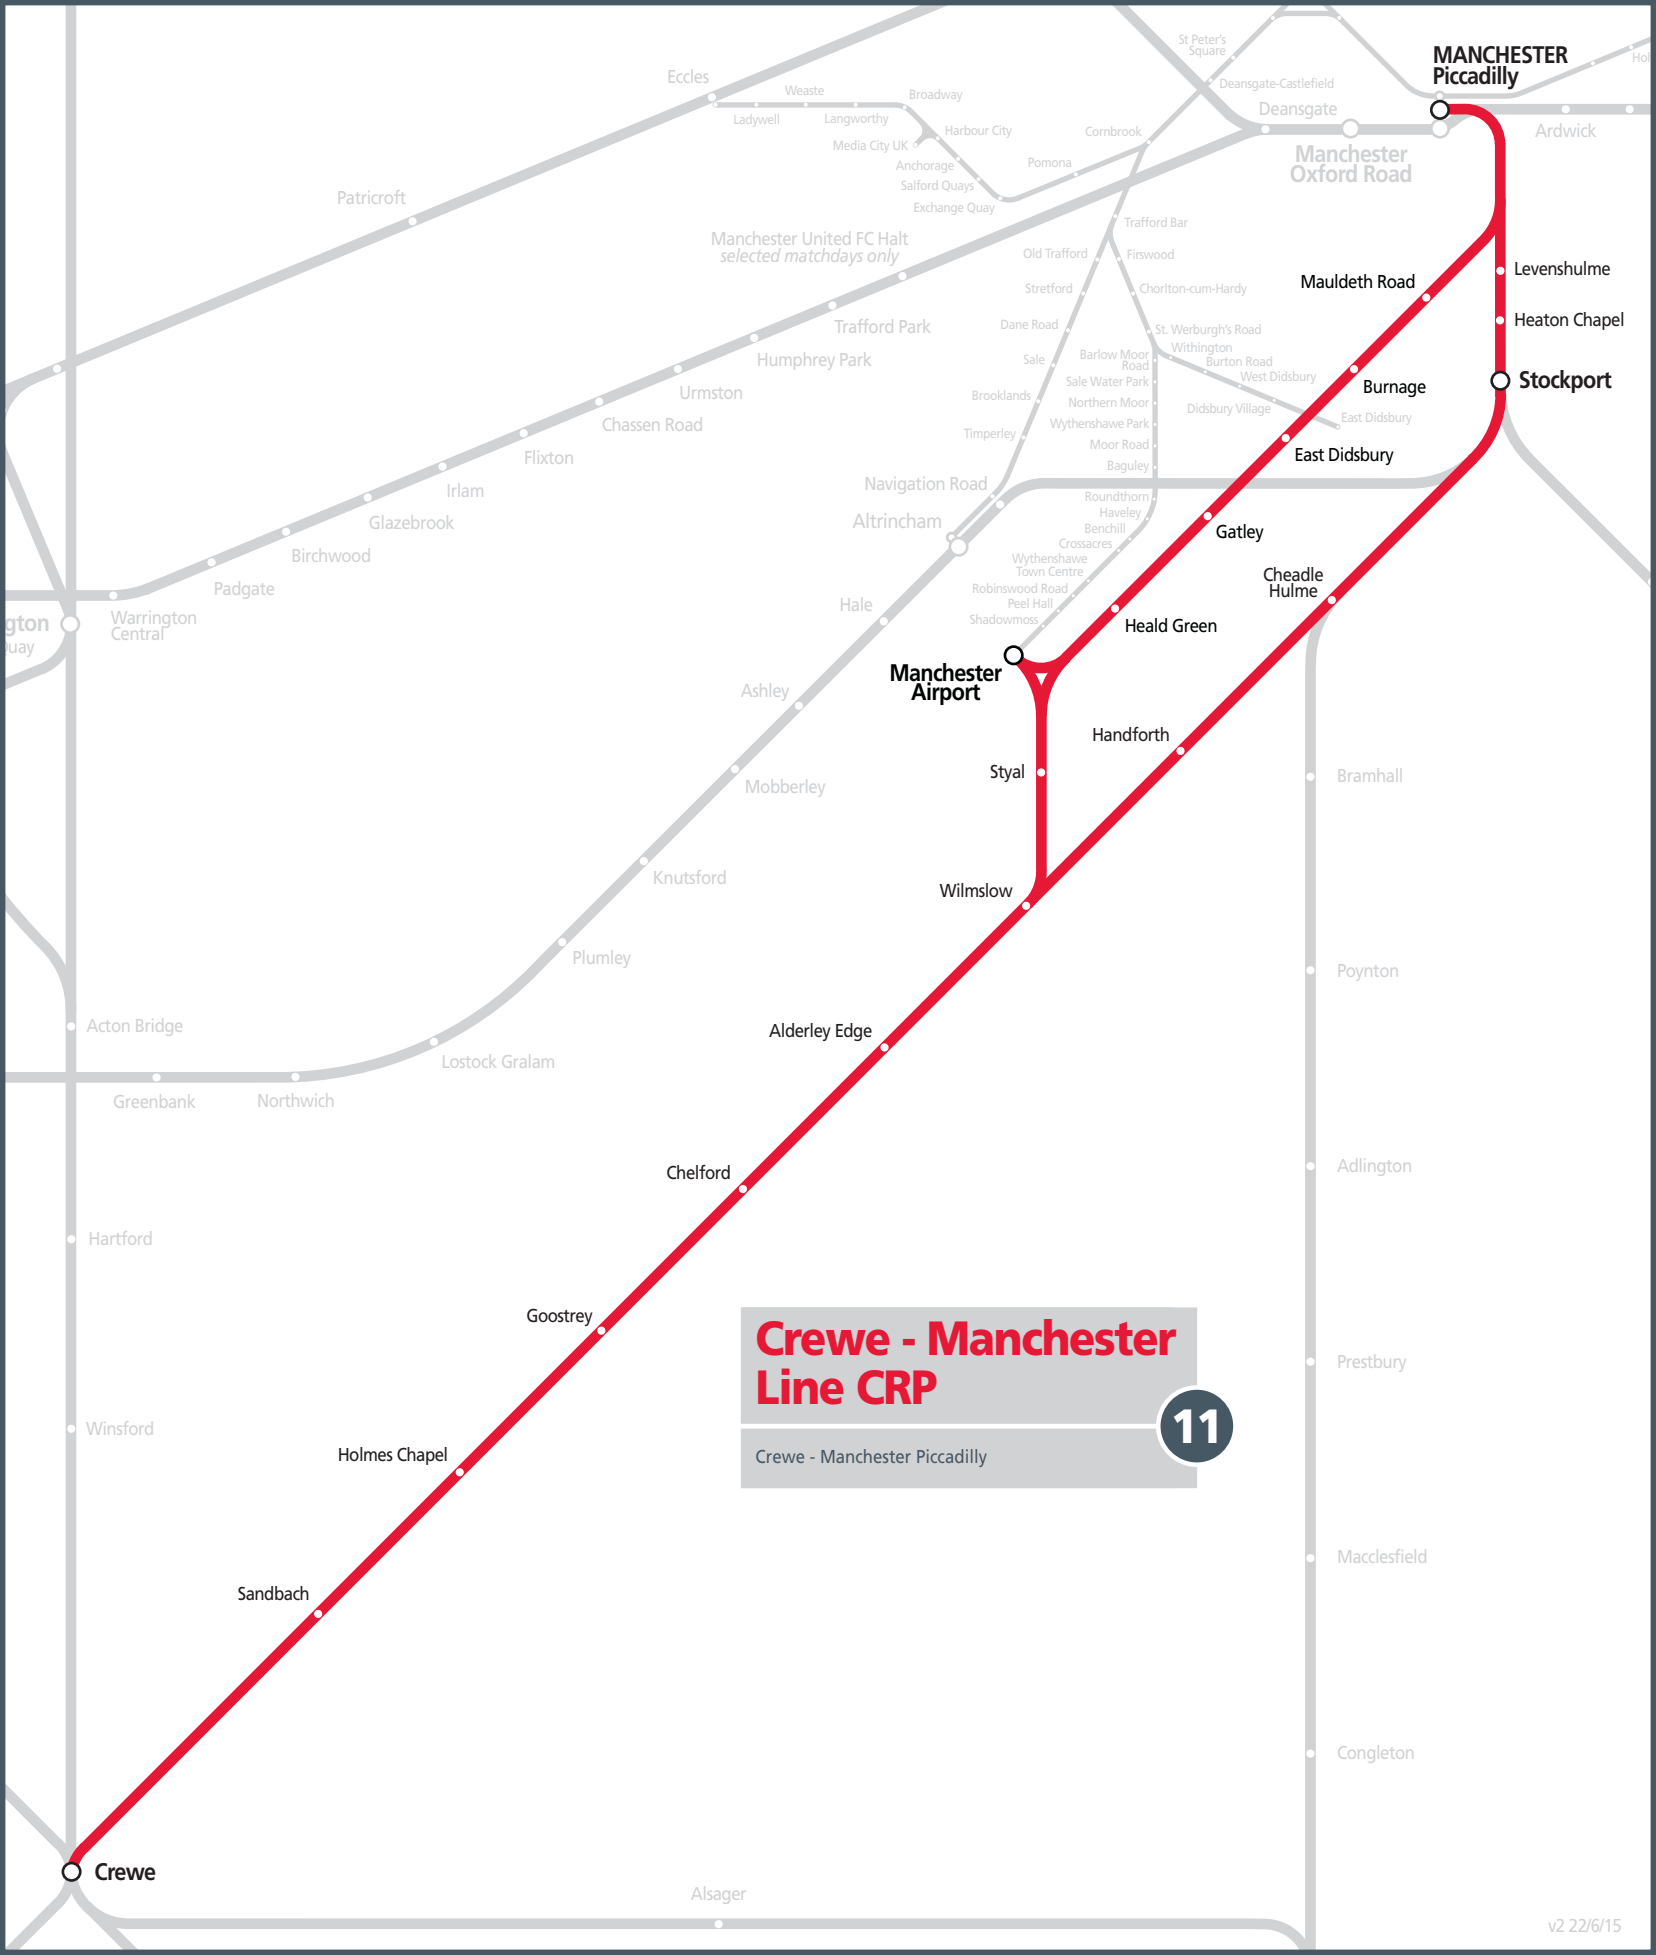 St Peter's
Square
MANCHESTER
Piccadilly
Eccles
Weaste
Broadway
Deansgate-Castlefield
Deansgate
Ladywell
Langworthy
Harbour City
Cornbrook
Ardwick
Media City UK
Manchester
Oxford Road
Anchorage
Pomona
Salford Quays
Exchange Quay
Patricroft
Trafford Bar
Manchester United FC Halt
selected matchdays only
Old Trafford
Firswood
Levenshulme
Mauldeth Road
Stretford
Chorlton-cum-Hardy
Heaton Chapel
Trafford Park
Dane Road
St. Werburgh's Road
Withington
Humphrey Park
Sale
Barlow Moor
Road
Burton Road
West Didsbury
Stockport
Sale Water Park
Burnage
Urmston
Brooklands
Northern Moor
Didsbury Village
East Didsbury
Chassen Road
Wythenshawe Park
Timperley
Moor Road
East Didsbury
Flixton
Baguley
Navigation Road
Irlam
Roundthorn
Haveley
Glazebrook
Altrincham
Benchill
Gatley
Crossacres
Birchwood
Wythenshawe
Town Centre
Cheadle
Hulme
Padgate
Robinswood Road
Hale
Peel Hall
Warrington
Central
gton
Shadowmoss
Heald Green
Quay
Manchester
Airport
Ashley
Handforth
Styal
Bramhall
Mobberley
Knutsford
Wilmslow
Plumley
Poynton
Acton Bridge
Alderley Edge
Lostock Gralam
Greenbank
Northwich
Chelford
Adlington
Hartford
Goostrey
Crewe - Manchester
Line CRP
Prestbury
Winsford
11
Holmes Chapel
Crewe - Manchester Piccadilly
Macclesfield
Sandbach
Congleton
Crewe
Alsager
v2 22/6/15